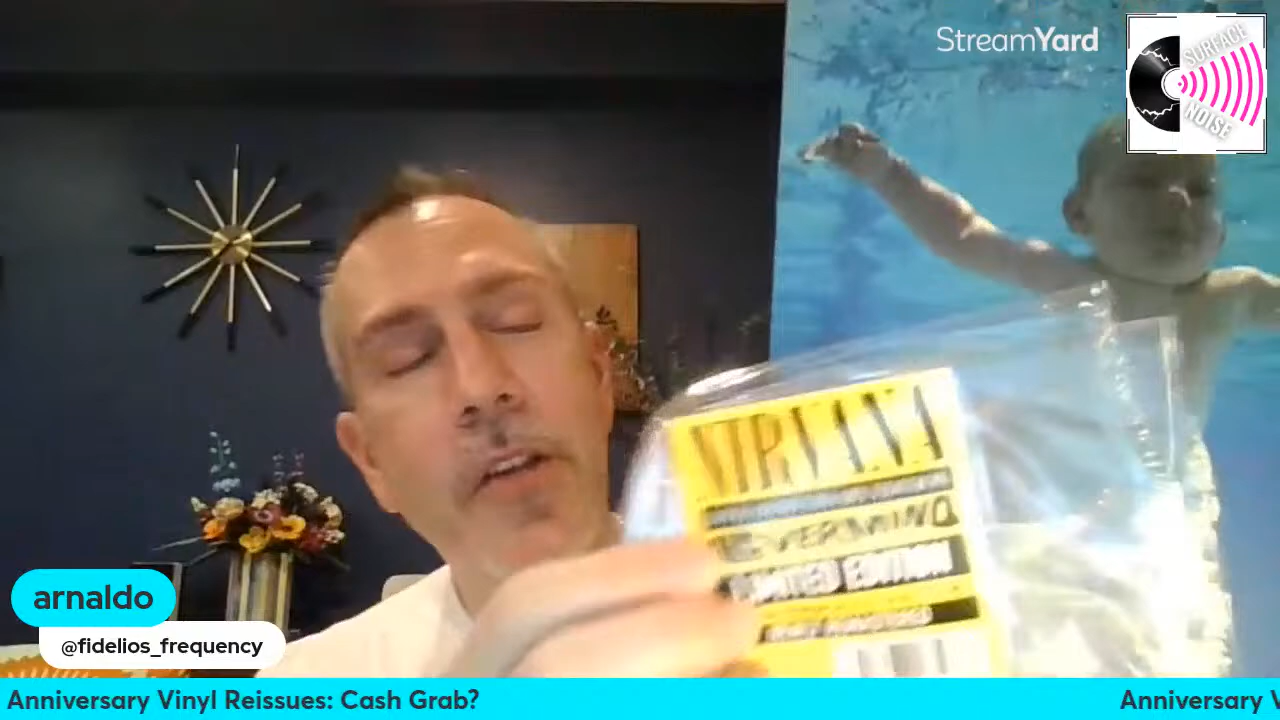 StreamYard
SURFACE
NOISE
NIRVANA
NEVERMIND
LIMITED EDITION
arnaldo
@fidelios_frequency
Anniversary Vinyl Reissues: Cash Grab?
Anniversary V